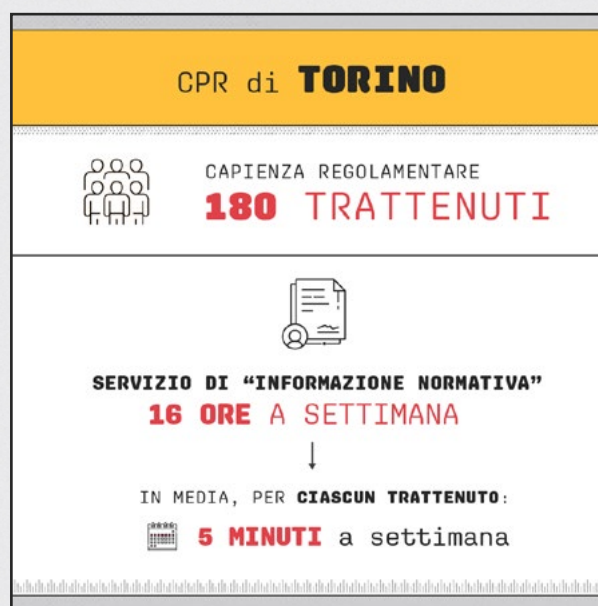 CPR di TORINO
CAPIENZA REGOLAMENTARE
180 TRATTENUTI
SERVIZIO DI “INFORMAZIONE NORMATIVA”
16 ORE A SETTIMANA
IN MEDIA, PER CIASCUN TRATTENUTO:
5 MINUTI a settimana